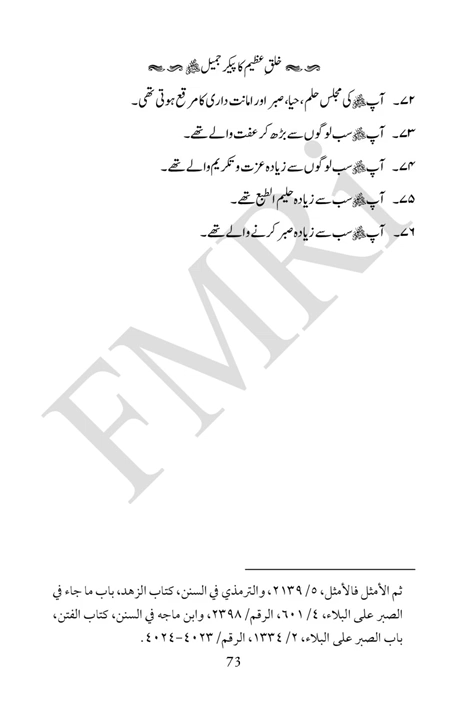 خلقِ عظیم کا پیکرِ جمیل ﷺ
۷۲۔ آپ ﷺ کی مجلس حلم، حیا، صبر اور امانت داری کا مرقع ہوتی تھی۔
۷۳۔ آپ ﷺ سب لوگوں سے بڑھ کر عفت والے تھے۔
۷۴۔ آپ ﷺ سب لوگوں سے زیادہ عزت و تکریم والے تھے۔
۷۵۔ آپ ﷺ سب سے زیادہ حلیم الطبع تھے۔
۷۶۔ آپ ﷺ سب سے زیادہ صبر کرنے والے تھے۔
FMRi
ثم الأمثل فالأمثل، ٥/ ٢١٣٩، والترمذي في السنن، كتاب الزهد، باب ما جاء في
الصبر على البلاء، ٤/ ٦٠١، الرقم/ ٢٣٩٨، وابن ماجه في السنن، كتاب الفتن،
باب الصبر على البلاء، ٢/ ١٣٣٤، الرقم/ ٤٠٢٣-٤٠٢٤.
73